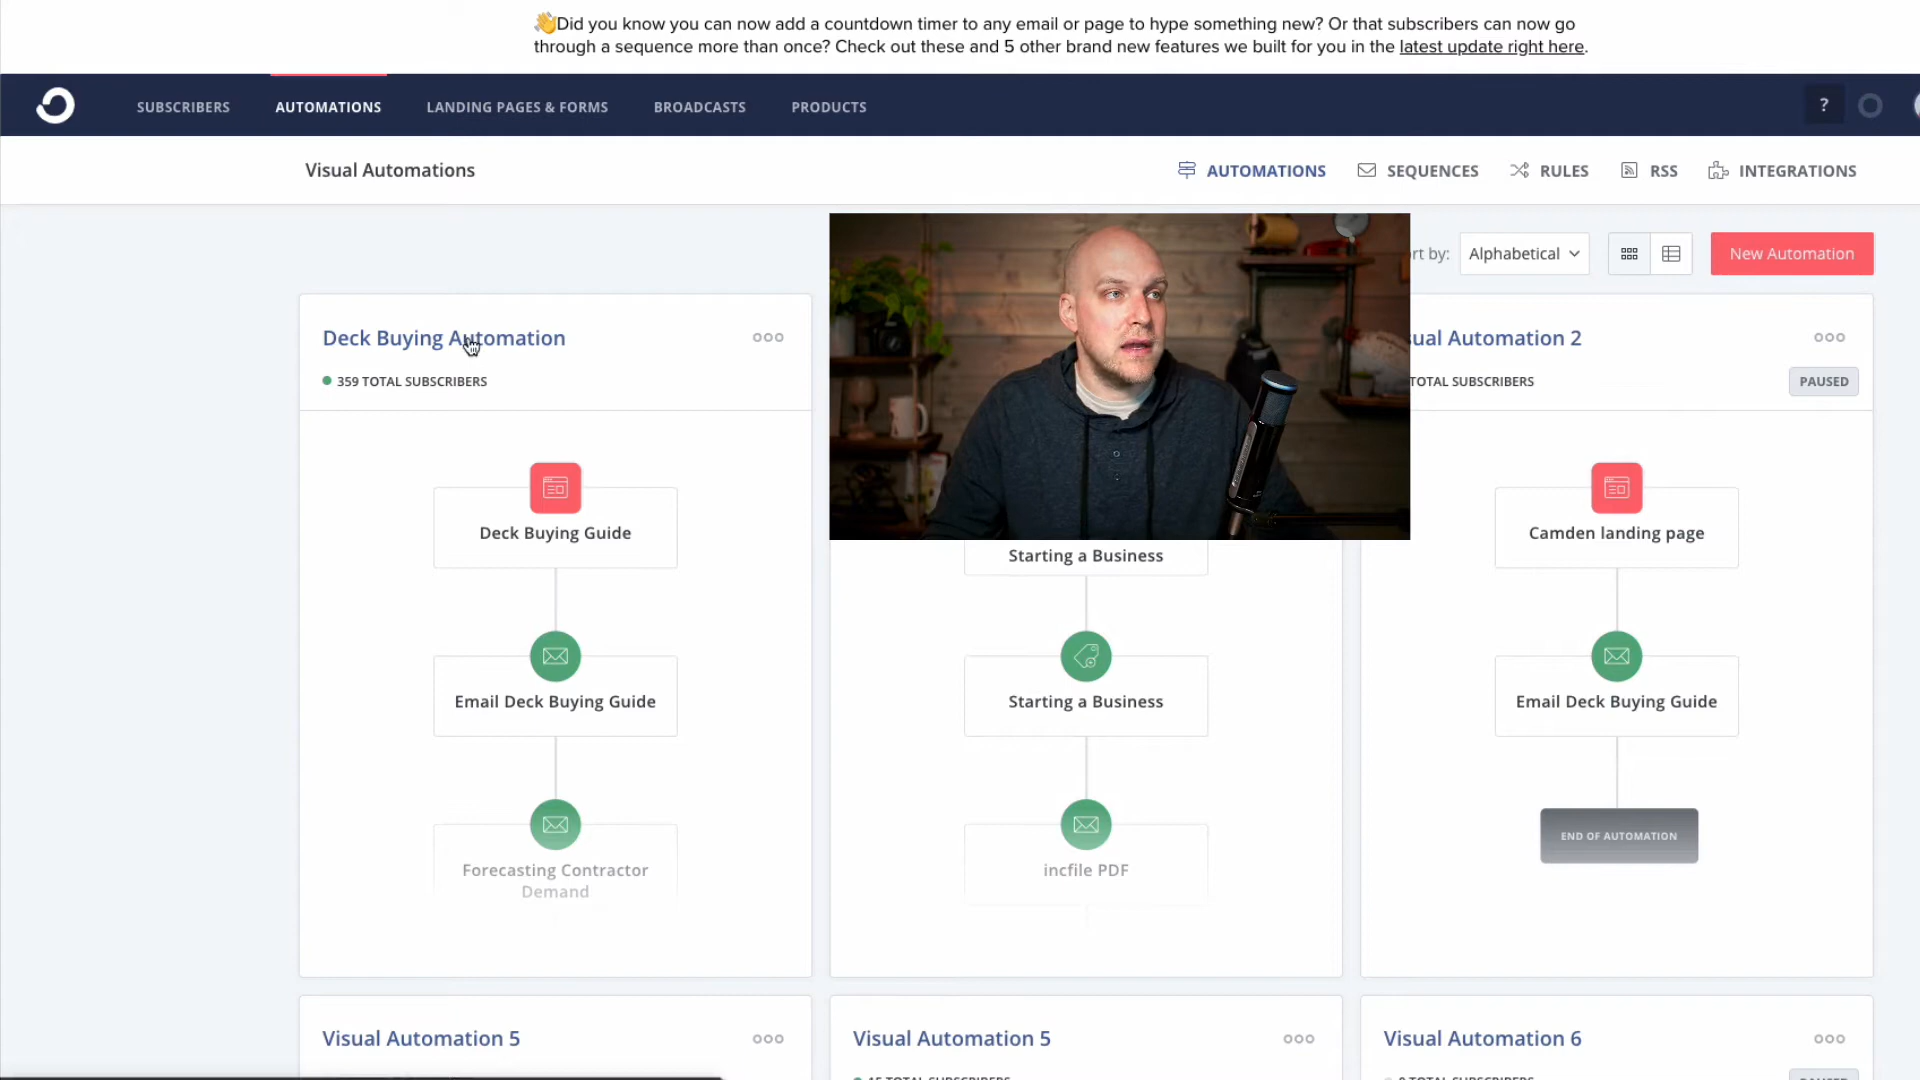 👋Did you know you can now add a countdown timer to any email or page to hype something new? Or that subscribers can now go
through a sequence more than once? Check out these and 5 other brand new features we built for you in the latest update right here.
SUBSCRIBERS
AUTOMATIONS
LANDING PAGES & FORMS
BROADCASTS
PRODUCTS
?
Visual Automations
AUTOMATIONS
SEQUENCES
RULES
RSS
INTEGRATIONS
by:
Alphabetical
New Automation
Deck Buying Automation
359 TOTAL SUBSCRIBERS
Deck Buying Guide
Email Deck Buying Guide
Forecasting Contractor
Demand
Starting a Business
Starting a Business
incfile PDF
Automation 2
TOTAL SUBSCRIBERS
PAUSED
Camden landing page
Email Deck Buying Guide
END OF AUTOMATION
Visual Automation 5
Visual Automation 5
Visual Automation 6